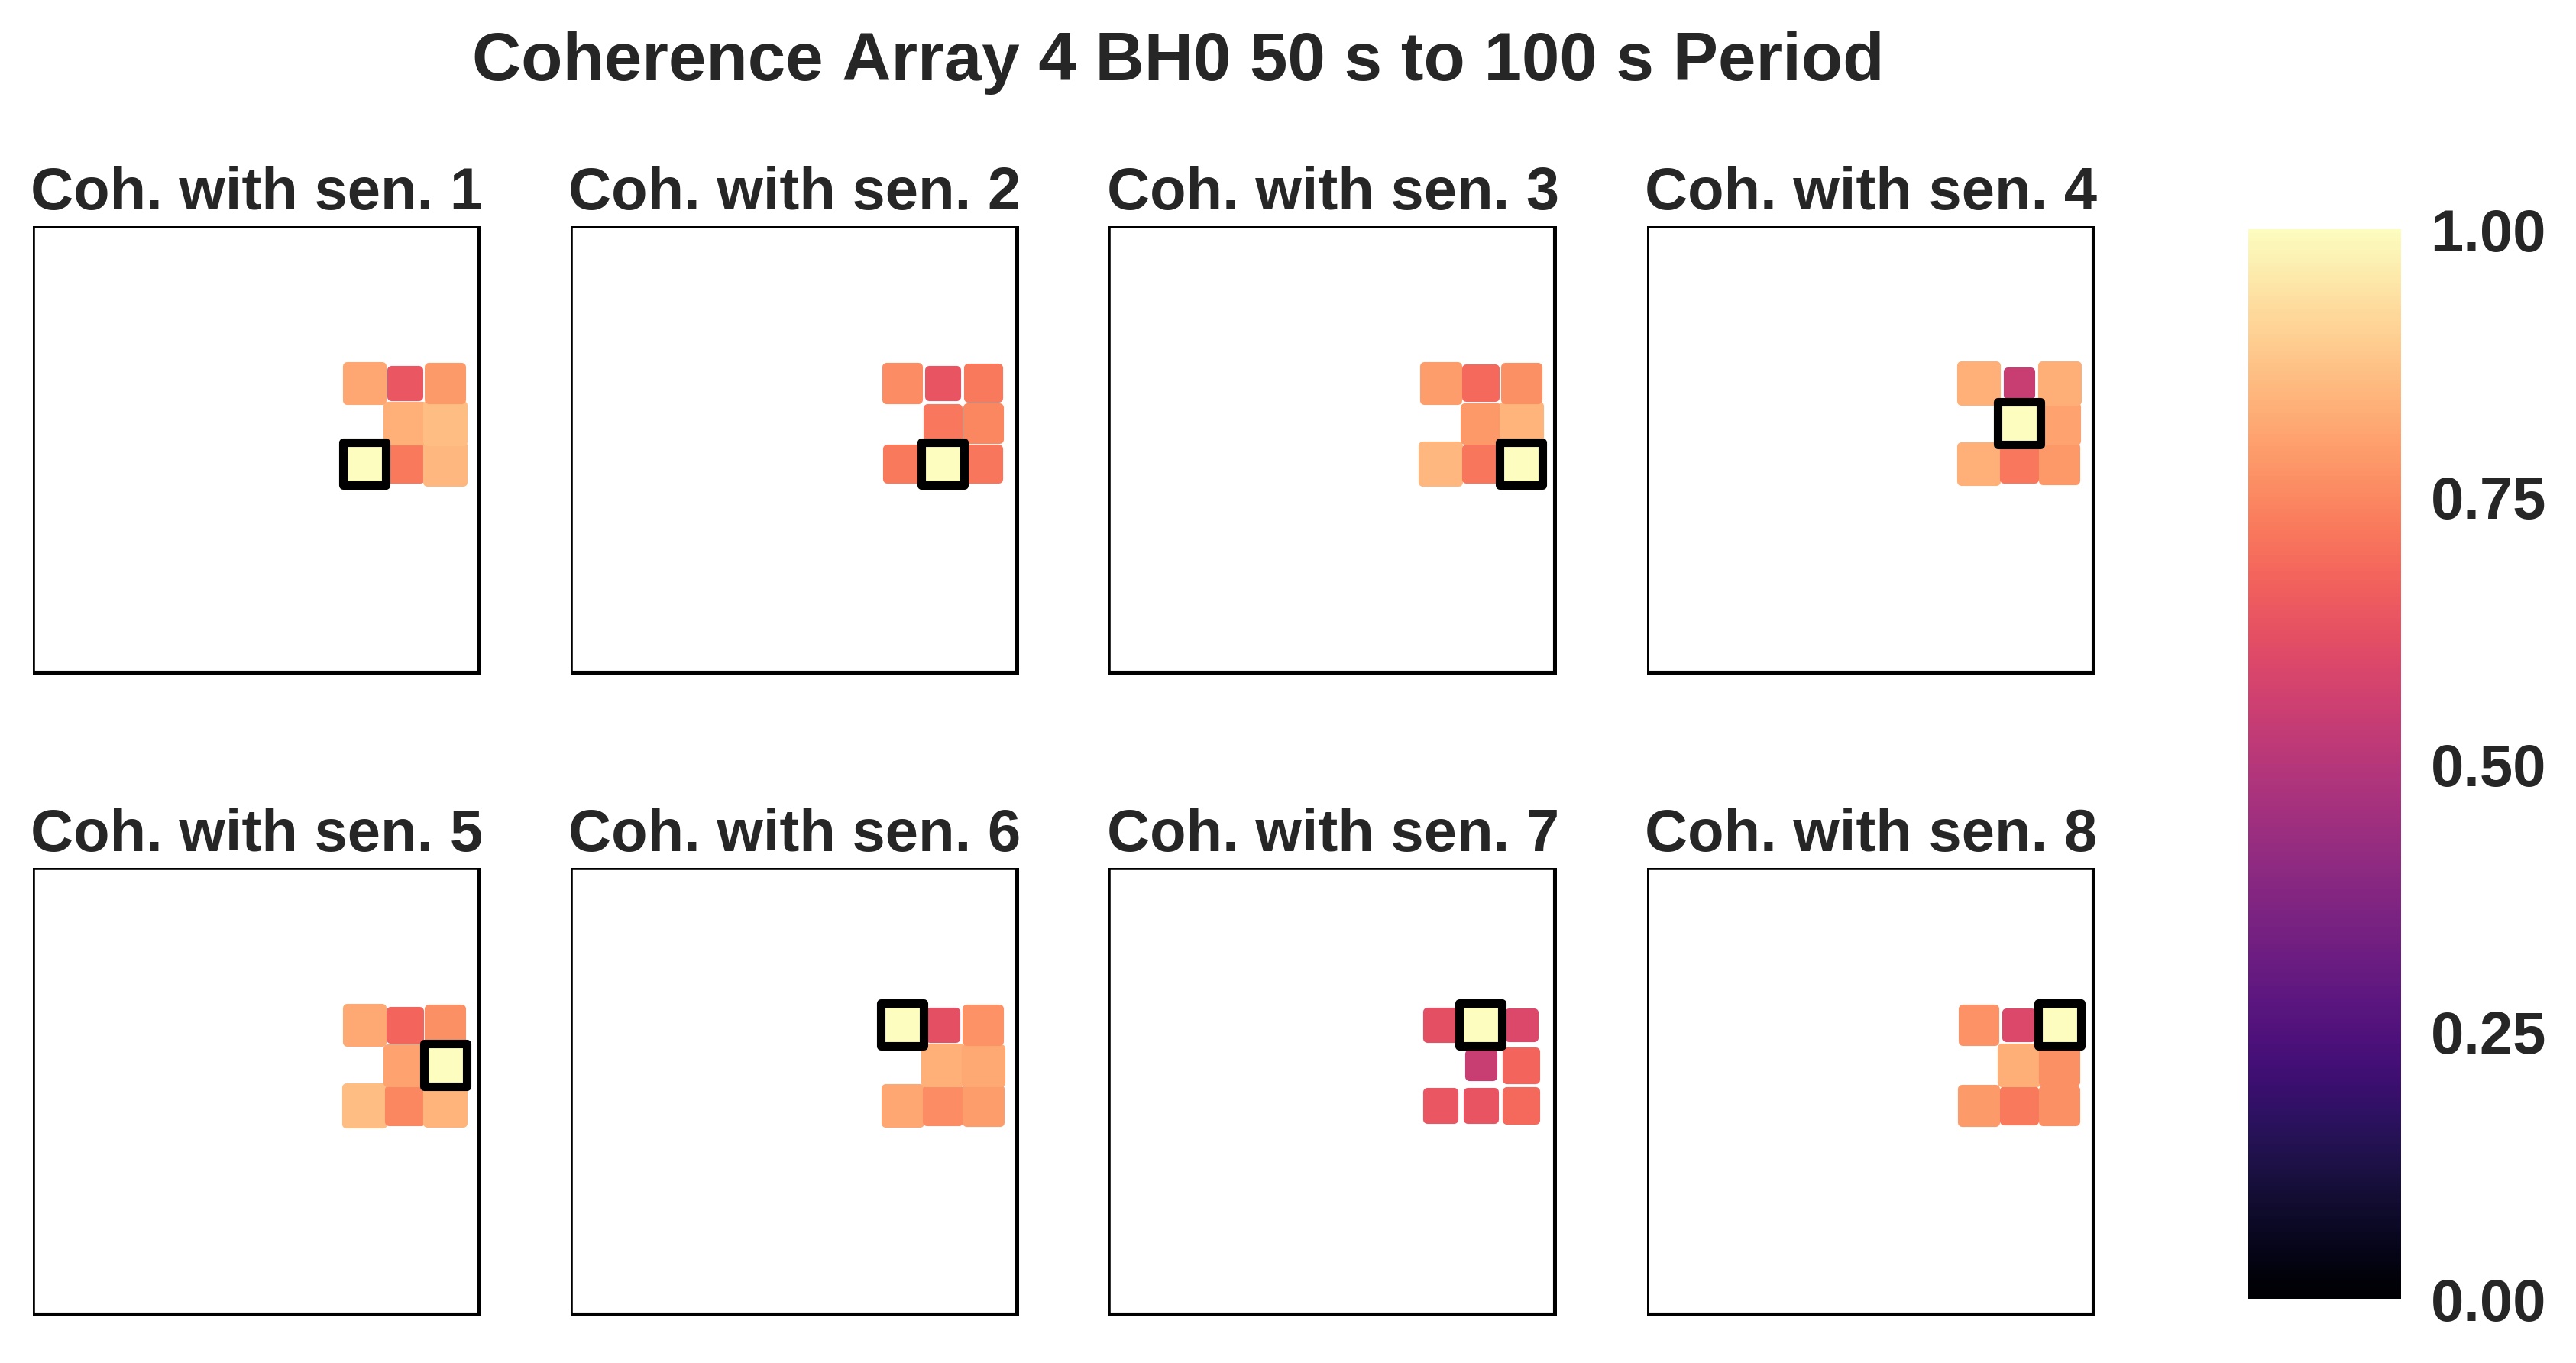 Coherence Array 4 BH0 50 s to 100 s Period
Coh. with sen. 1
Coh. with sen. 2
Coh. with sen. 3
Coh. with sen. 4
1.00
0.75
0.50
0.25
0.00
Coh. with sen. 5
Coh. with sen. 6
Coh. with sen. 7
Coh. with sen. 8